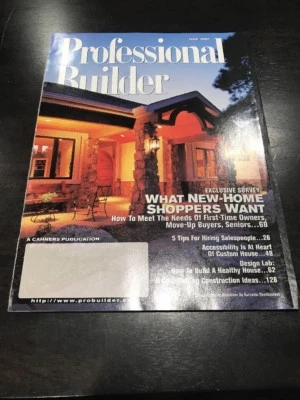 Professional
Builder
EXCLUSIVE SURVEY
WHAT NEW-HOME
SHOPPERS WANT
How To Meet The Needs Of First-Time Owners,
Move-Up Buyers, Seniors...60
A CAHNERS PUBLICATION
5 Tips For Hiring Salespeople...26
Accessibility Is At Heart
Of Custom House...48
Design Lab:
How To Build A Healthy House...62
Construction Ideas...126
http://www.probuilder.